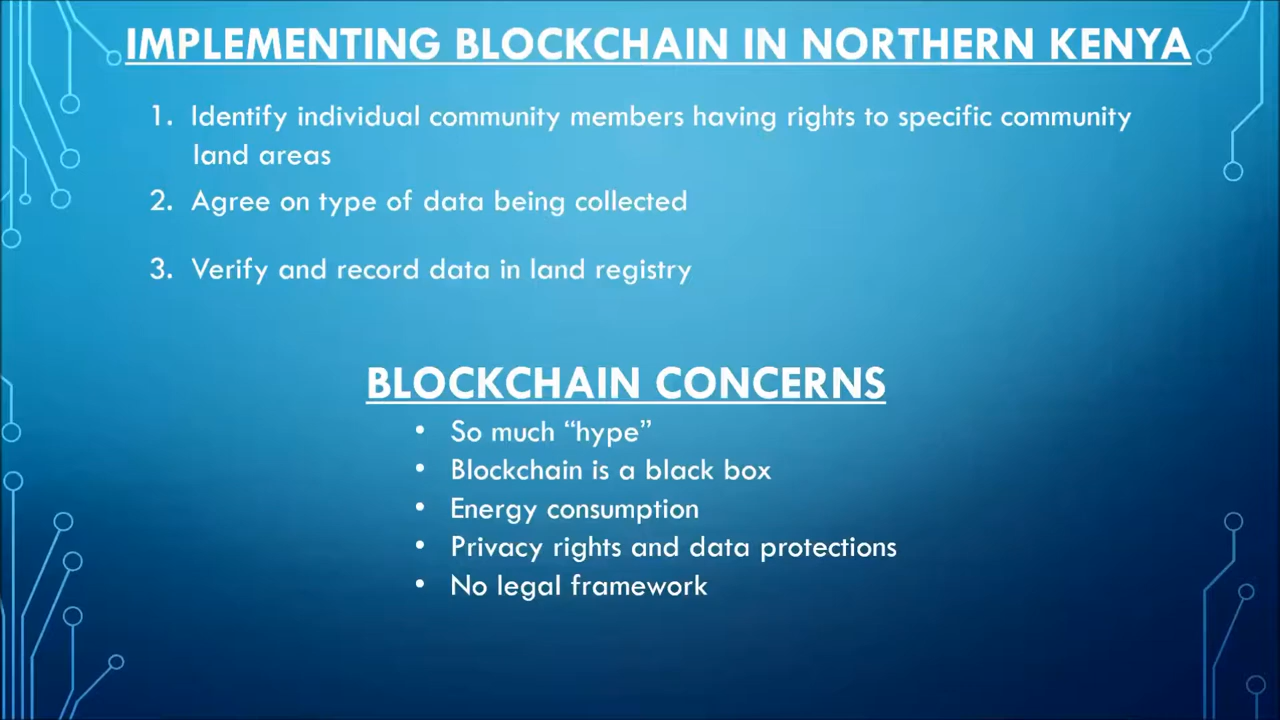 IMPLEMENTING BLOCKCHAIN IN NORTHERN KENYA
1. Identify individual community members having rights to specific community
land areas
2. Agree on type of data being collected
3. Verify and record data in land registry
BLOCKCHAIN CONCERNS
• So much “hype”
• Blockchain is a black box
• Energy consumption
• Privacy rights and data protections
• No legal framework